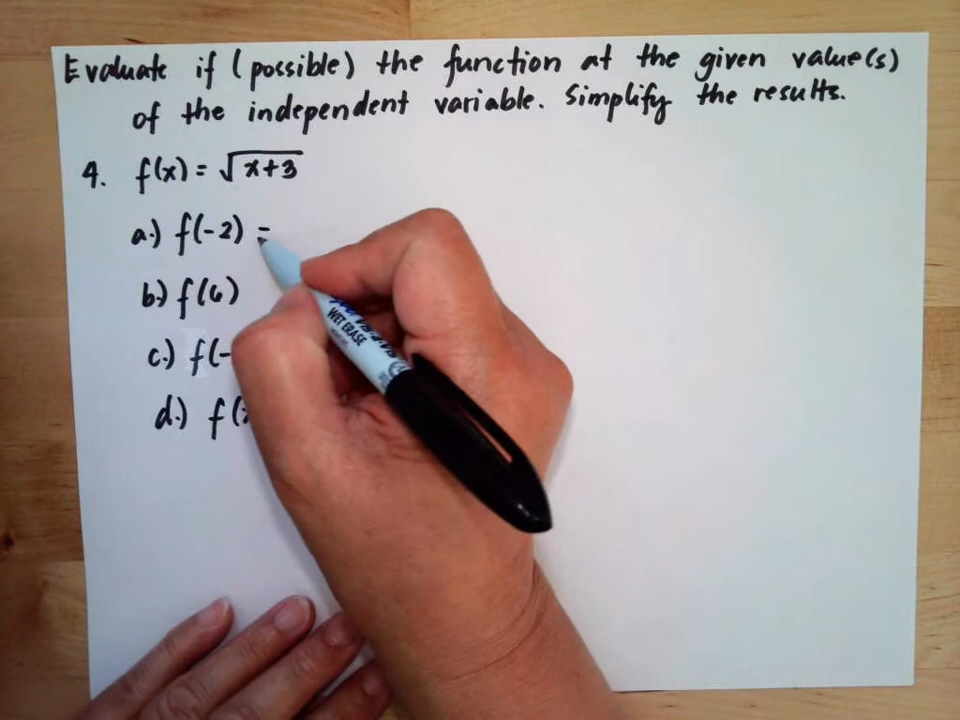 Evaluate if (possible) the function at the given value(s)
of the independent variable. Simplify the results.
4. f(x) = √x+3
a.) f(-2) =
b.) f(6)
c.) f(-
d.) f(
WET ERASE